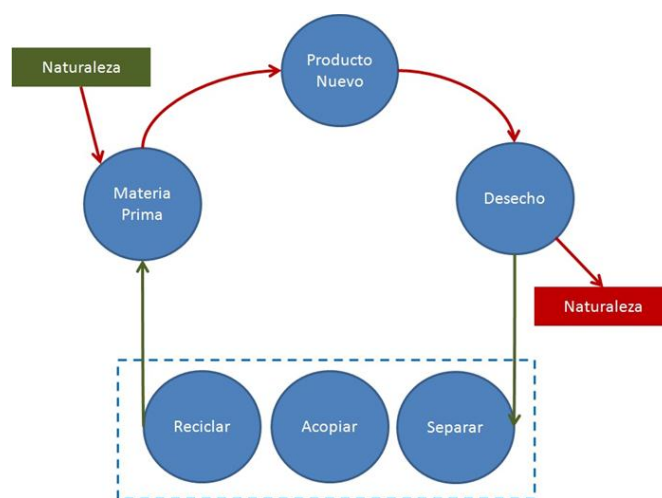 Producto
Nuevo
Naturaleza
Materia
Prima
Desecho
Naturaleza
Reciclar
Acopiar
Separar